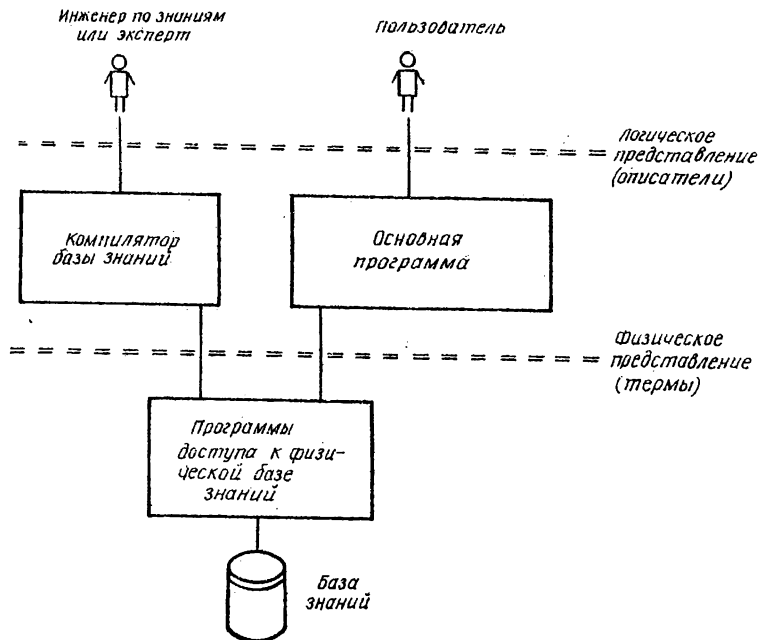 Инженер по знаниям
или эксперт
Пользователь
Логическое
представление
(описатели)
Компилятор
базы знаний
Основная
программа
Физическое
представление
(термы)
Программы
доступа к физи-
ческой базе
знаний
База
знаний